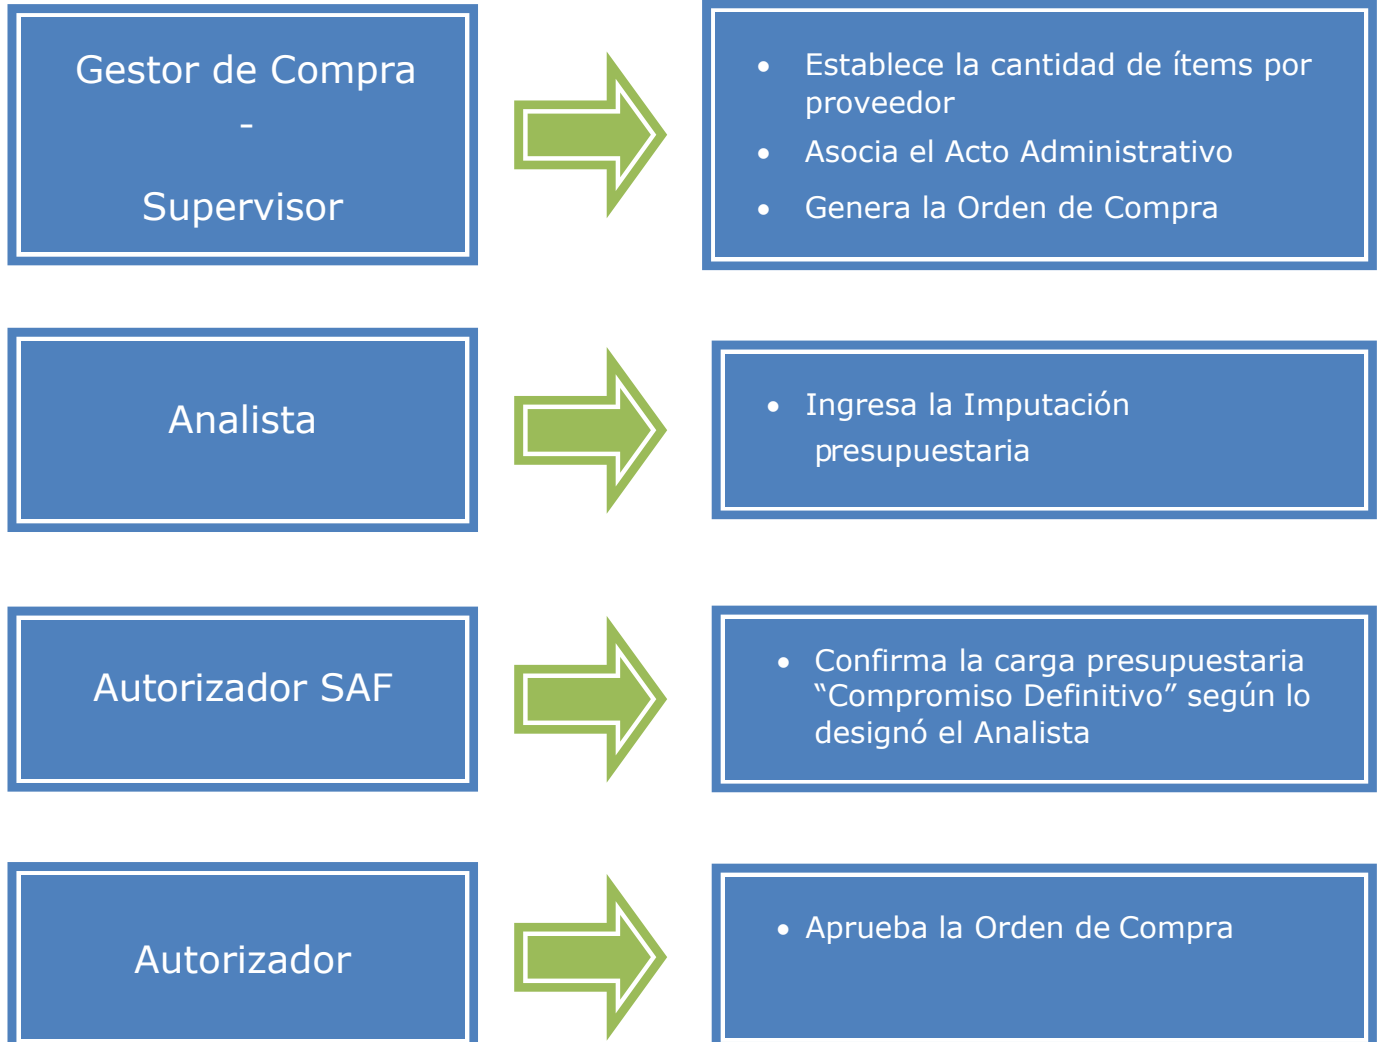 Gestor de Compra
-
Supervisor
• Establece la cantidad de ítems por
proveedor
• Asocia el Acto Administrativo
• Genera la Orden de Compra
Analista
• Ingresa la Imputación
presupuestaria
Autorizador SAF
• Confirma la carga presupuestaria
“Compromiso Definitivo” según lo
designó el Analista
Autorizador
• Aprueba la Orden de Compra